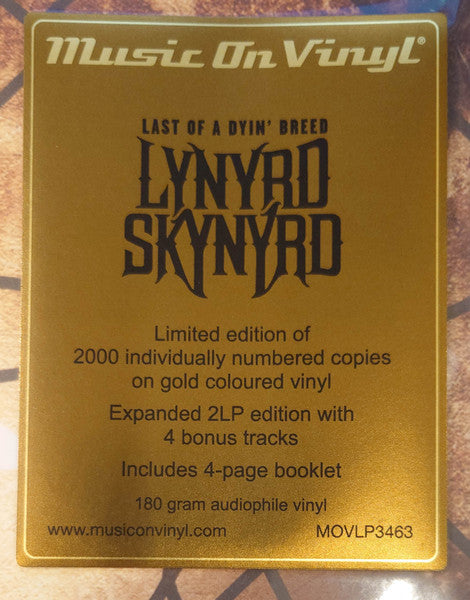 Music On Vinyl®
LAST OF A DYIN' BREED
LYNYRD
SKYNYRD
Limited edition of
2000 individually numbered copies
on gold coloured vinyl
Expanded 2LP edition with
4 bonus tracks
Includes 4-page booklet
180 gram audiophile vinyl
www.musiconvinyl.com MOVLP3463